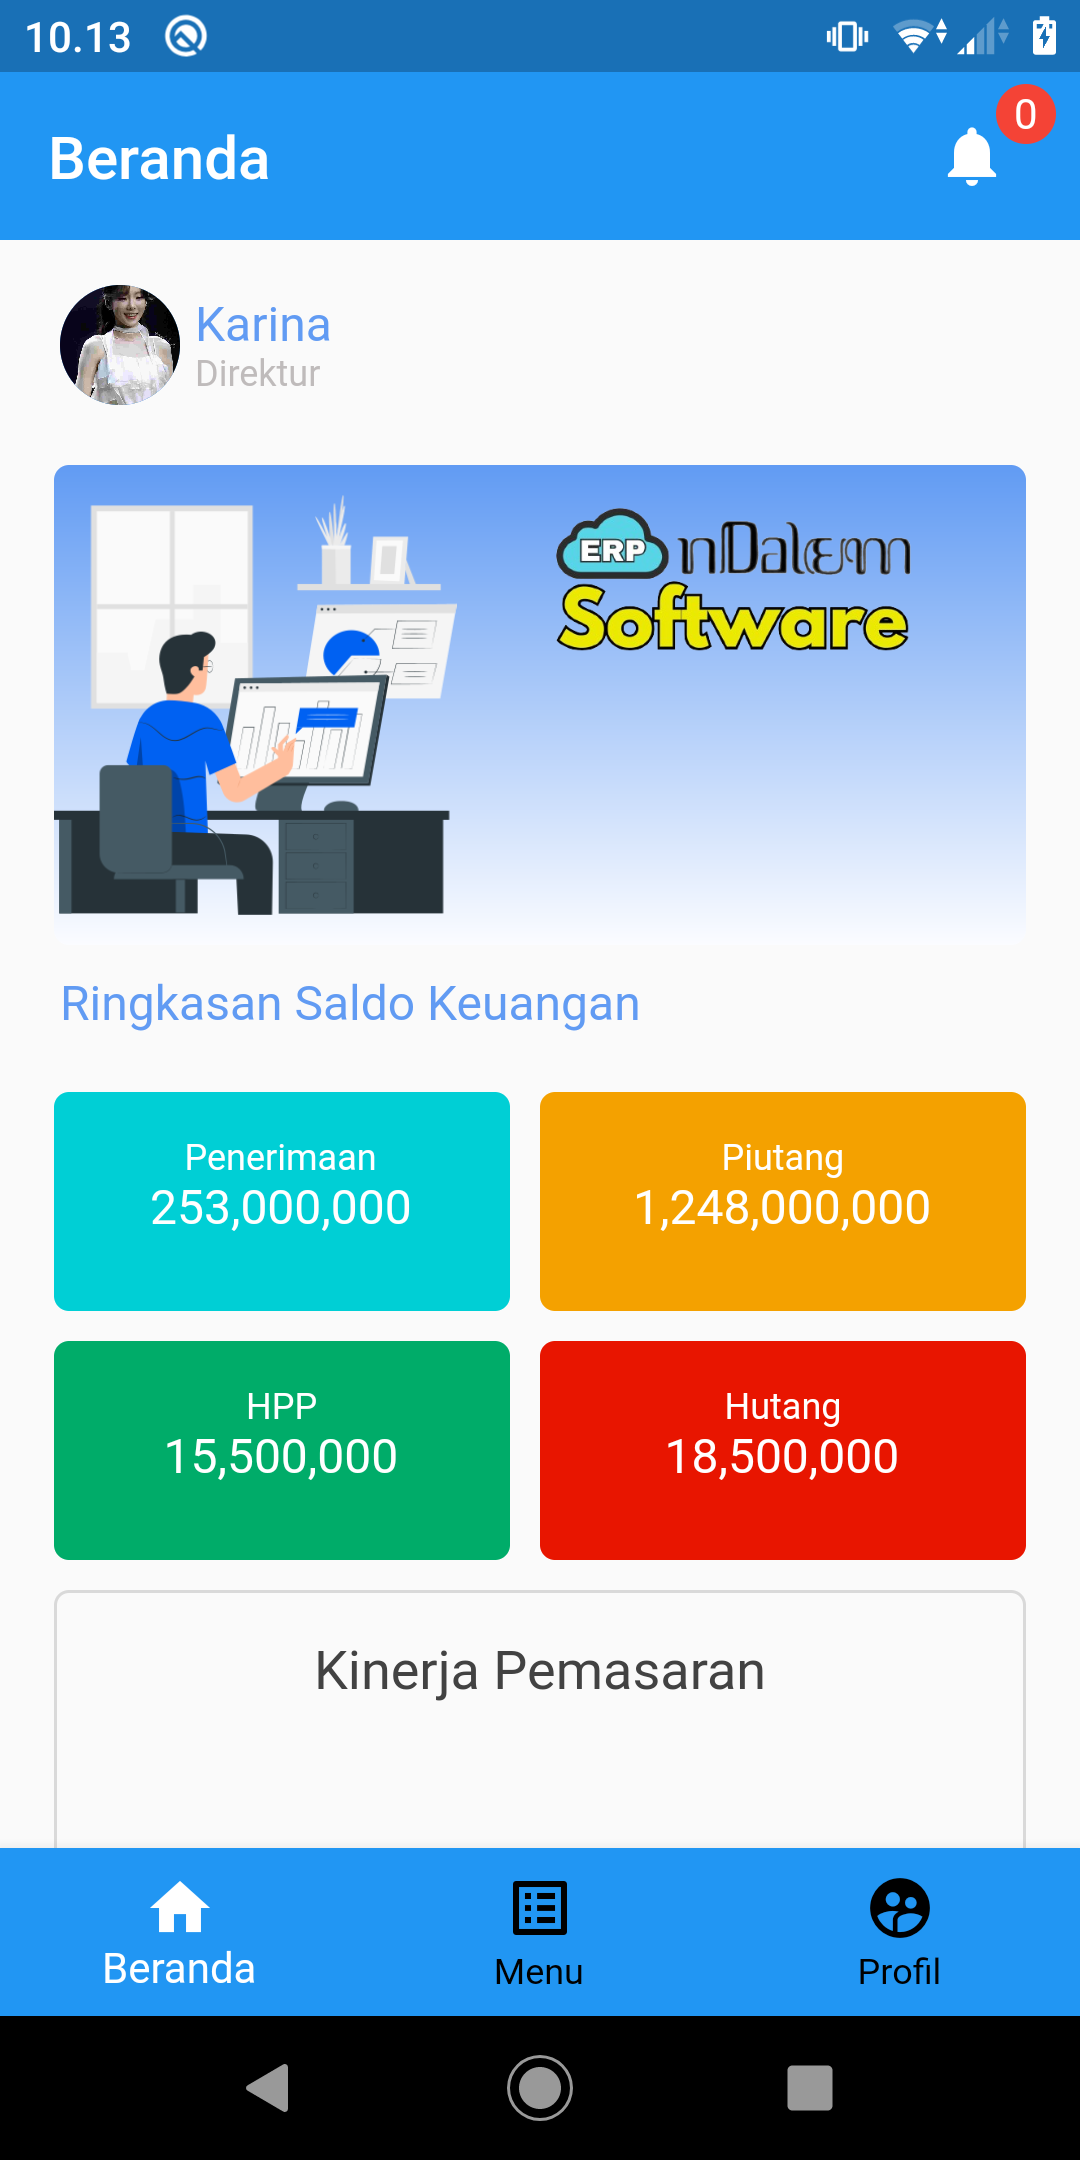 10.13
Beranda
0
Karina
Direktur
ERP nDalem
Software
Ringkasan Saldo Keuangan
Penerimaan
253,000,000
Piutang
1,248,000,000
HPP
15,500,000
Hutang
18,500,000
Kinerja Pemasaran
Beranda
Menu
Profil